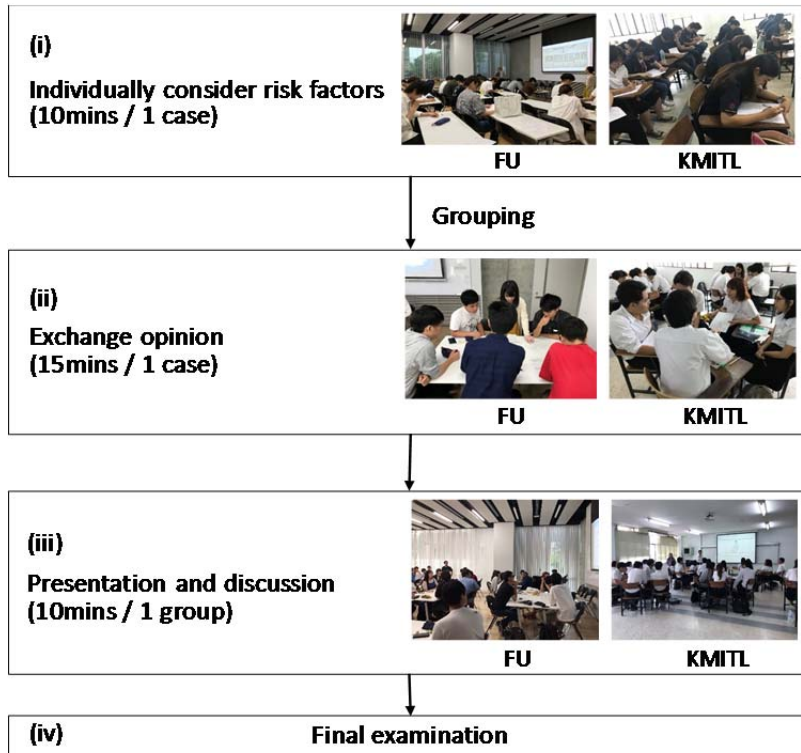 (i)
Individually consider risk factors
(10mins / 1 case)
FU
KMITL
Grouping
(ii)
Exchange opinion
(15mins / 1 case)
FU
KMITL
(iii)
Presentation and discussion
(10mins / 1 group)
FU
KMITL
(iv)
Final examination